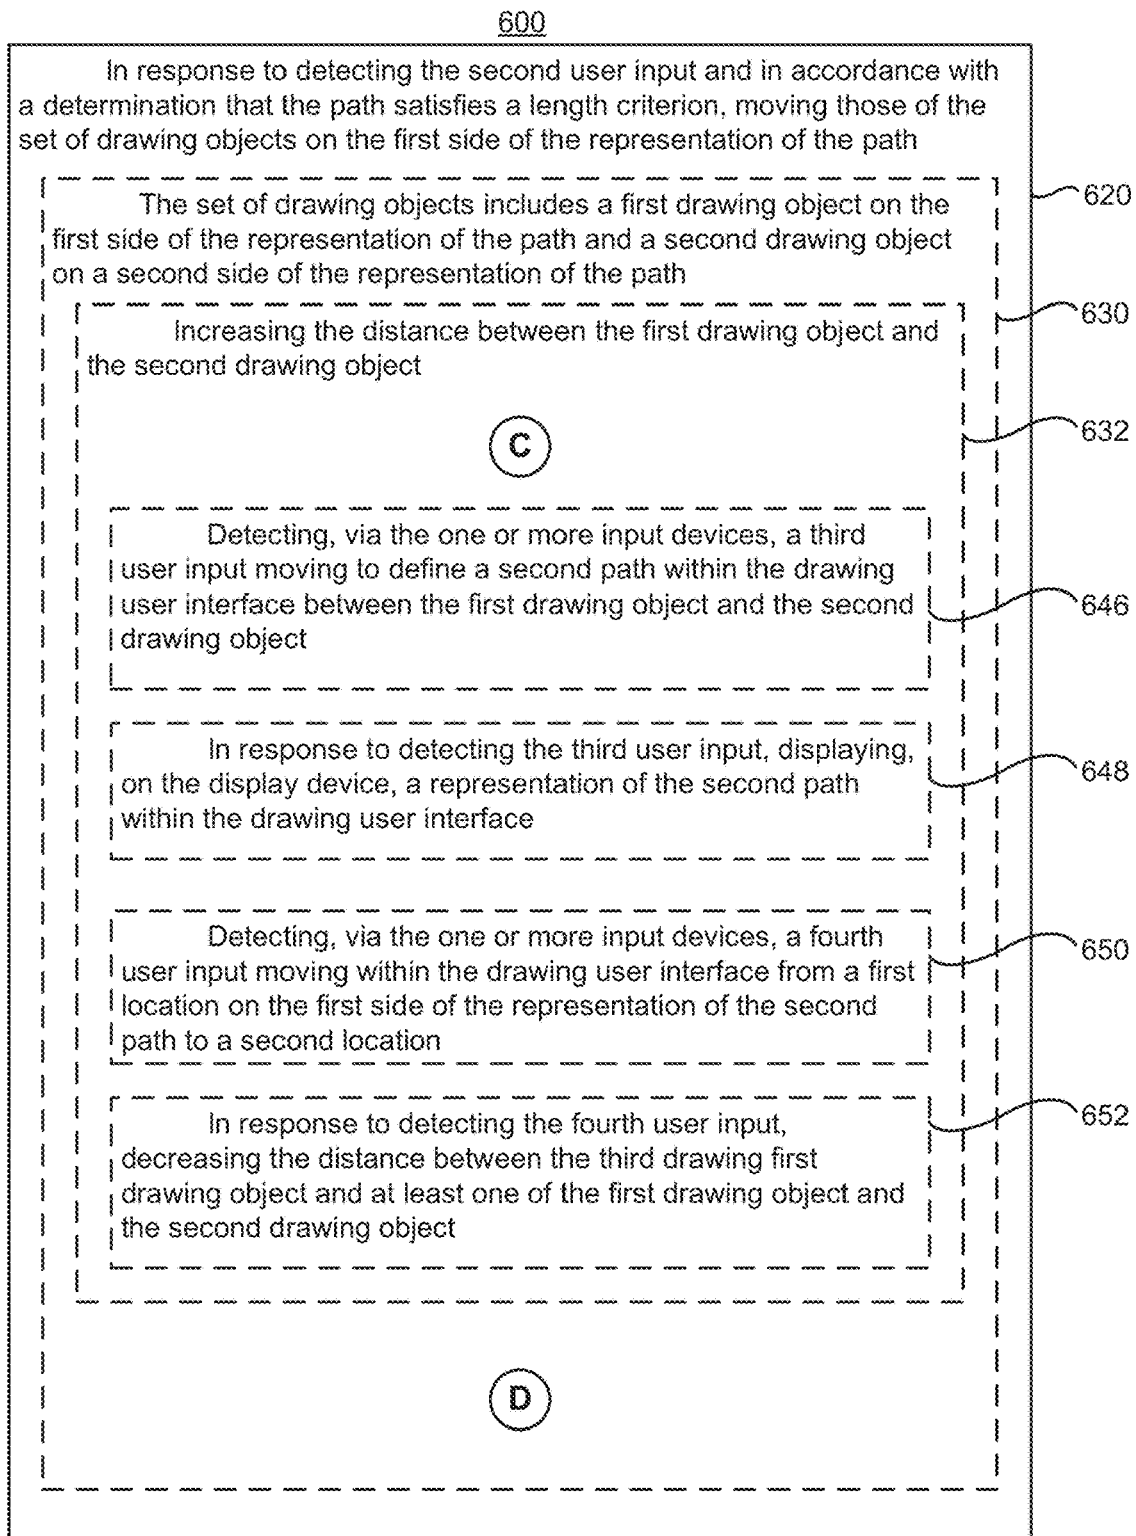 600
In response to detecting the second user input and in accordance with
a determination that the path satisfies a length criterion, moving those of the
set of drawing objects on the first side of the representation of the path
620
The set of drawing objects includes a first drawing object on the
first side of the representation of the path and a second drawing object
on a second side of the representation of the path
630
Increasing the distance between the first drawing object and
the second drawing object
632
C
Detecting, via the one or more input devices, a third
user input moving to define a second path within the drawing
user interface between the first drawing object and the second
drawing object
646
In response to detecting the third user input, displaying,
on the display device, a representation of the second path
within the drawing user interface
648
Detecting, via the one or more input devices, a fourth
user input moving within the drawing user interface from a first
location on the first side of the representation of the second
path to a second location
650
In response to detecting the fourth user input,
decreasing the distance between the third drawing first
drawing object and at least one of the first drawing object and
the second drawing object
652
D